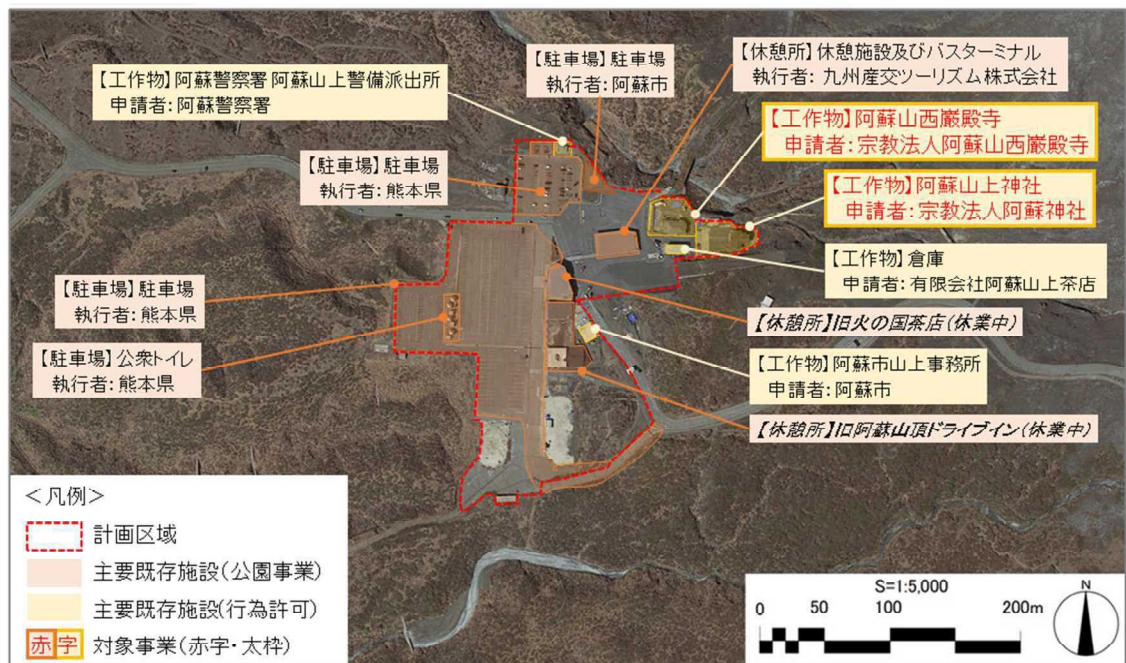 【工作物】阿蘇警察署 阿蘇山上警備派出所
申請者：阿蘇警察署
【駐車場】駐車場
執行者：阿蘇市
【休憩所】休憩施設及びバスターミナル
執行者：九州産交ツーリズム株式会社
【工作物】阿蘇山西巖殿寺
申請者：宗教法人阿蘇山西巖殿寺
【駐車場】駐車場
執行者：熊本県
【工作物】阿蘇山上神社
申請者：宗教法人阿蘇神社
【工作物】倉庫
申請者：有限会社阿蘇山上茶店
【駐車場】駐車場
執行者：熊本県
【休憩所】旧火の国茶店（休業中）
【駐車場】公衆トイレ
執行者：熊本県
【工作物】阿蘇市山上事務所
申請者：阿蘇市
【休憩所】旧阿蘇山頂ドライブイン（休業中）
＜凡例＞
計画区域
主要既存施設（公園事業）
主要既存施設（行為許可）
赤字 対象事業（赤字・太枠）
S=1:5,000
0 50 100 200m
N